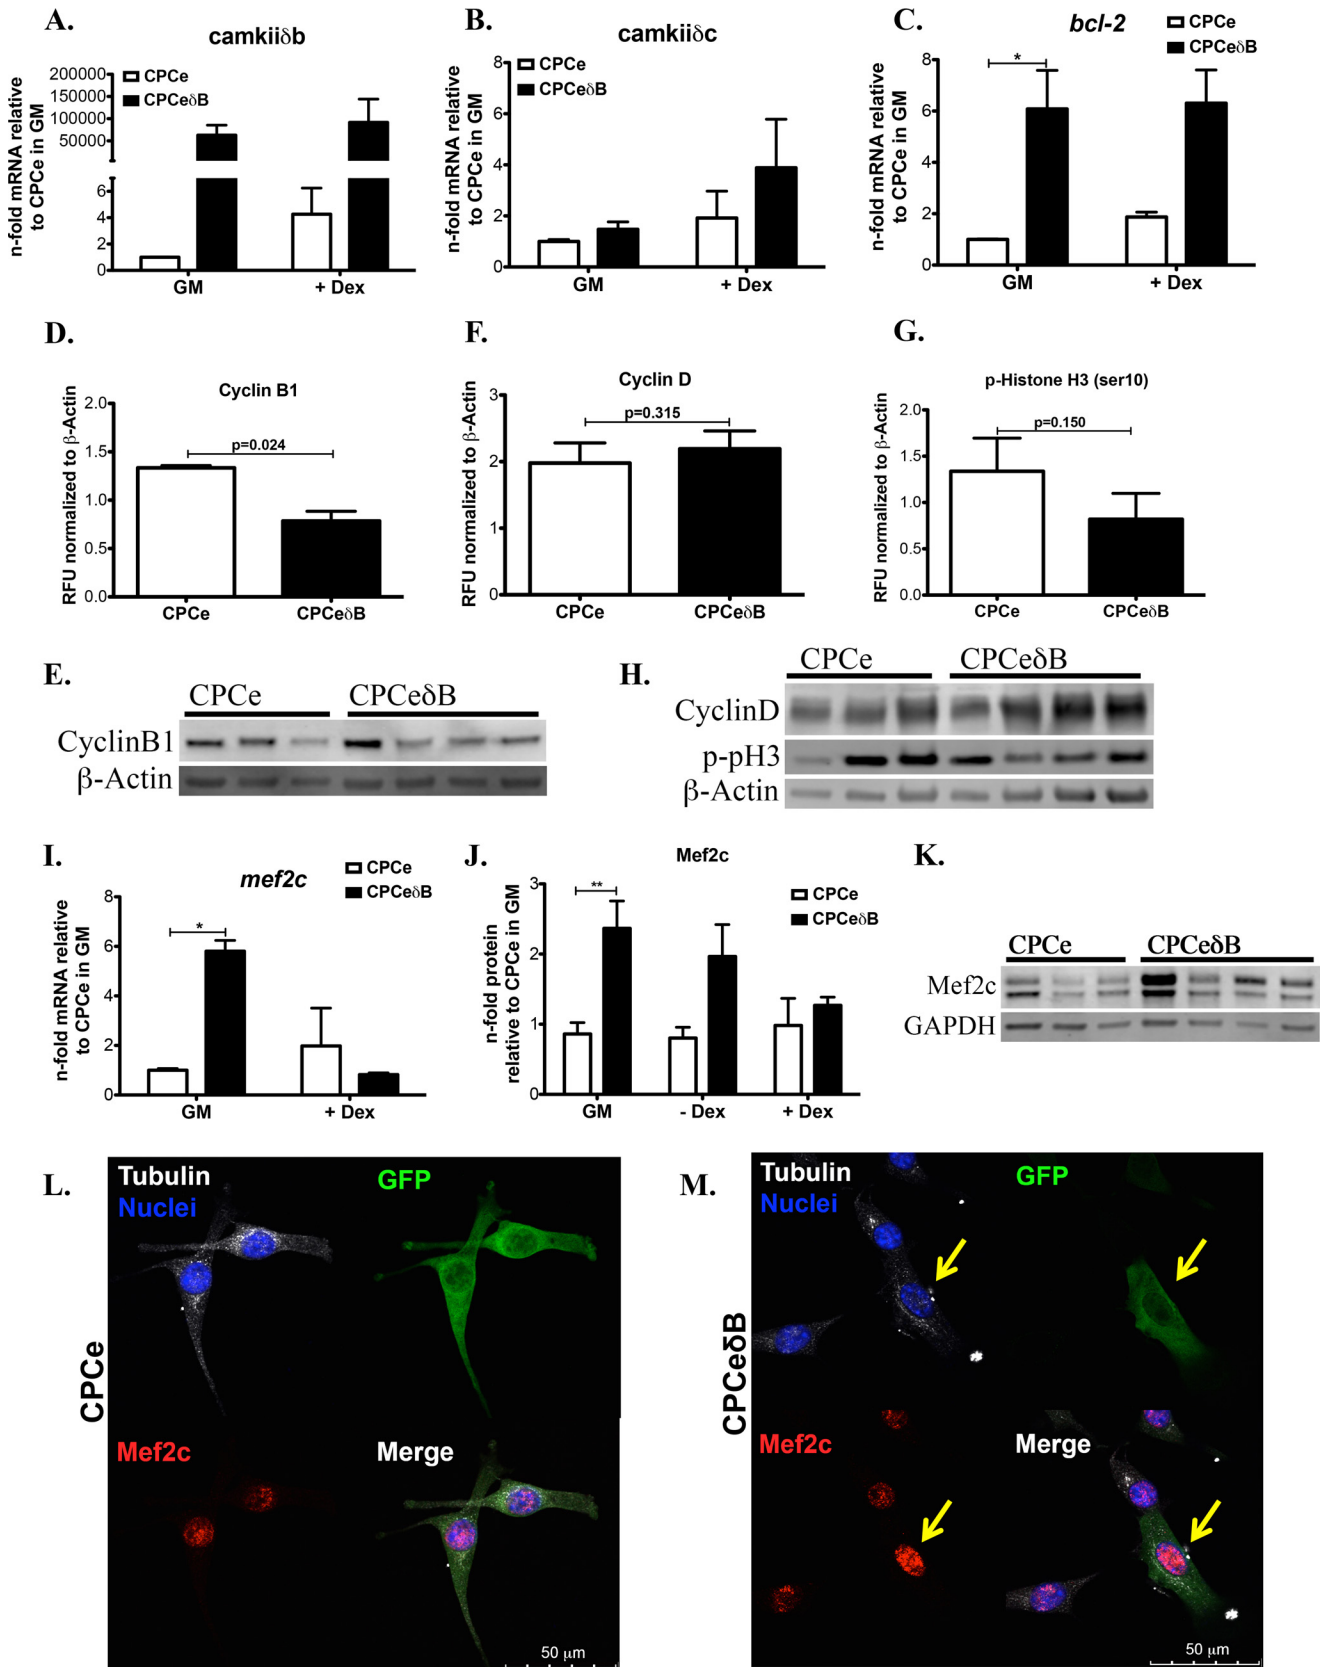 A.
camkiiδb
n-fold mRNA relative
to CPCe in GM
200000
150000
100000
50000
6
4
2
0
CPCe
CPCeδB
GM
+ Dex
B.
camkiiδc
n-fold mRNA relative
to CPCe in GM
8
6
4
2
0
CPCe
CPCeδB
GM
+ Dex
C.
bcl-2
CPCe
CPCeδB
n-fold mRNA relative
to CPCe in GM
8
6
4
2
0
*
GM
+ Dex
D.
Cyclin B1
RFU normalized to β-Actin
2.0
1.5
1.0
0.5
0.0
p=0.024
CPCe
CPCeδB
F.
Cyclin D
RFU normalized to β-Actin
3
2
1
0
p=0.315
CPCe
CPCeδB
G.
p-Histone H3 (ser10)
RFU normalized to β-Actin
2.0
1.5
1.0
0.5
0.0
p=0.150
CPCe
CPCeδB
E.
CPCe
CPCeδB
CyclinB1
β-Actin
H.
CPCe
CPCeδB
CyclinD
p-pH3
β-Actin
I.
mef2c
CPCe
CPCeδB
n-fold mRNA relative
to CPCe in GM
8
6
4
2
0
*
GM
+ Dex
J.
Mef2c
n-fold protein
relative to CPCe in GM
3
2
1
0
**
CPCe
CPCeδB
GM
- Dex
+ Dex
K.
CPCe
CPCeδB
Mef2c
GAPDH
L.
CPCe
Tubulin
Nuclei
GFP
Mef2c
Merge
50 μm
M.
CPCeδB
Tubulin
Nuclei
GFP
Mef2c
Merge
50 μm